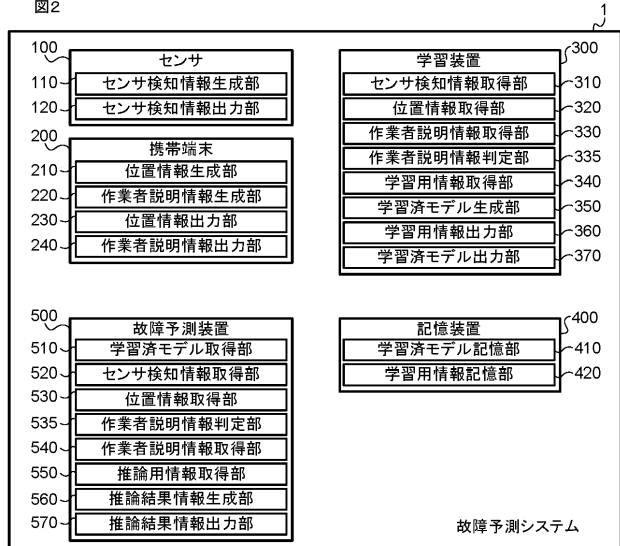 図2
1
100
センサ
110
センサ検知情報生成部
120
センサ検知情報出力部
200
携帯端末
210
位置情報生成部
220
作業者説明情報生成部
230
位置情報出力部
240
作業者説明情報出力部
300
学習装置
センサ検知情報取得部
310
位置情報取得部
320
作業者説明情報取得部
330
作業者説明情報判定部
335
学習用情報取得部
340
学習済モデル生成部
350
学習用情報出力部
360
学習済モデル出力部
370
500
故障予測装置
510
学習済モデル取得部
520
センサ検知情報取得部
530
位置情報取得部
535
作業者説明情報判定部
540
作業者説明情報取得部
550
推論用情報取得部
560
推論結果情報生成部
570
推論結果情報出力部
400
記憶装置
学習済モデル記憶部
410
学習用情報記憶部
420
故障予測システム